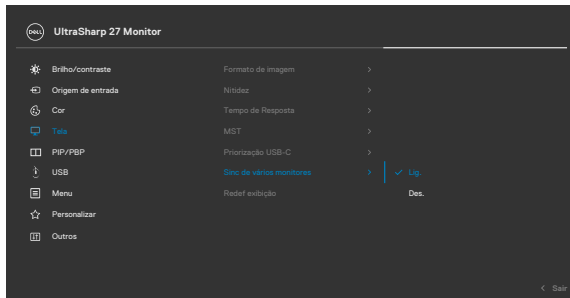 DELL UltraSharp 27 Monitor
Brilho/contraste Formato de imagem
Origem de entrada Nitidez
Cor Tempo de Resposta
Tela MST
PIP/PBP Priorização USB-C
USB Sinc de vários monitores Lig.
Menu Redef exibição Des.
Personalizar
Outros
Sair